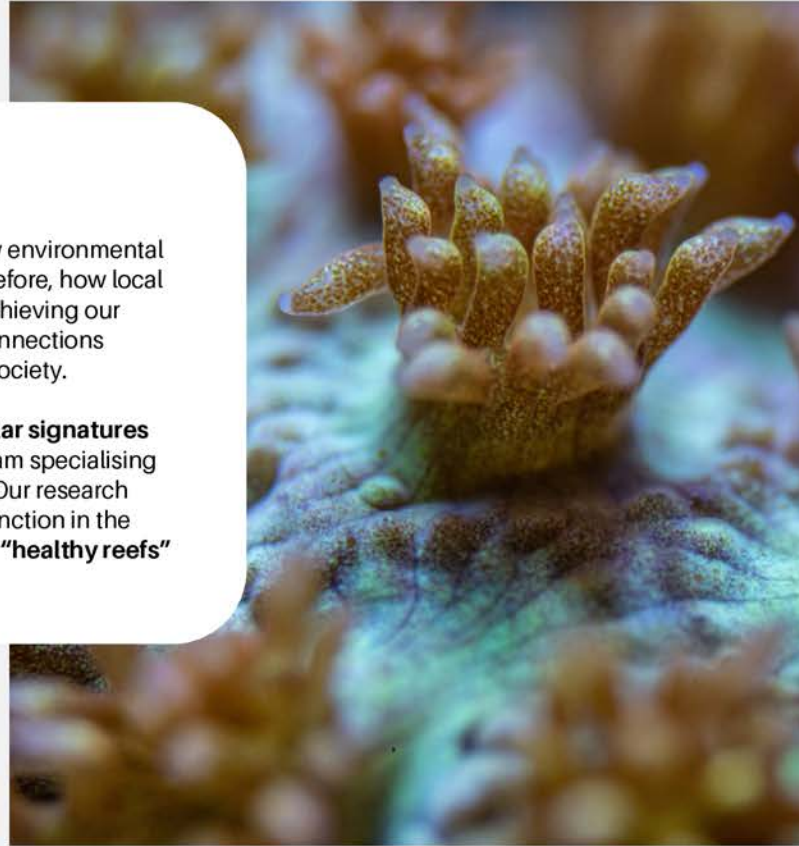 environmental
efore, how local
hieving our
nnections
ociety.
ar signatures
am specialising
Our research
nction in the
"healthy reefs"